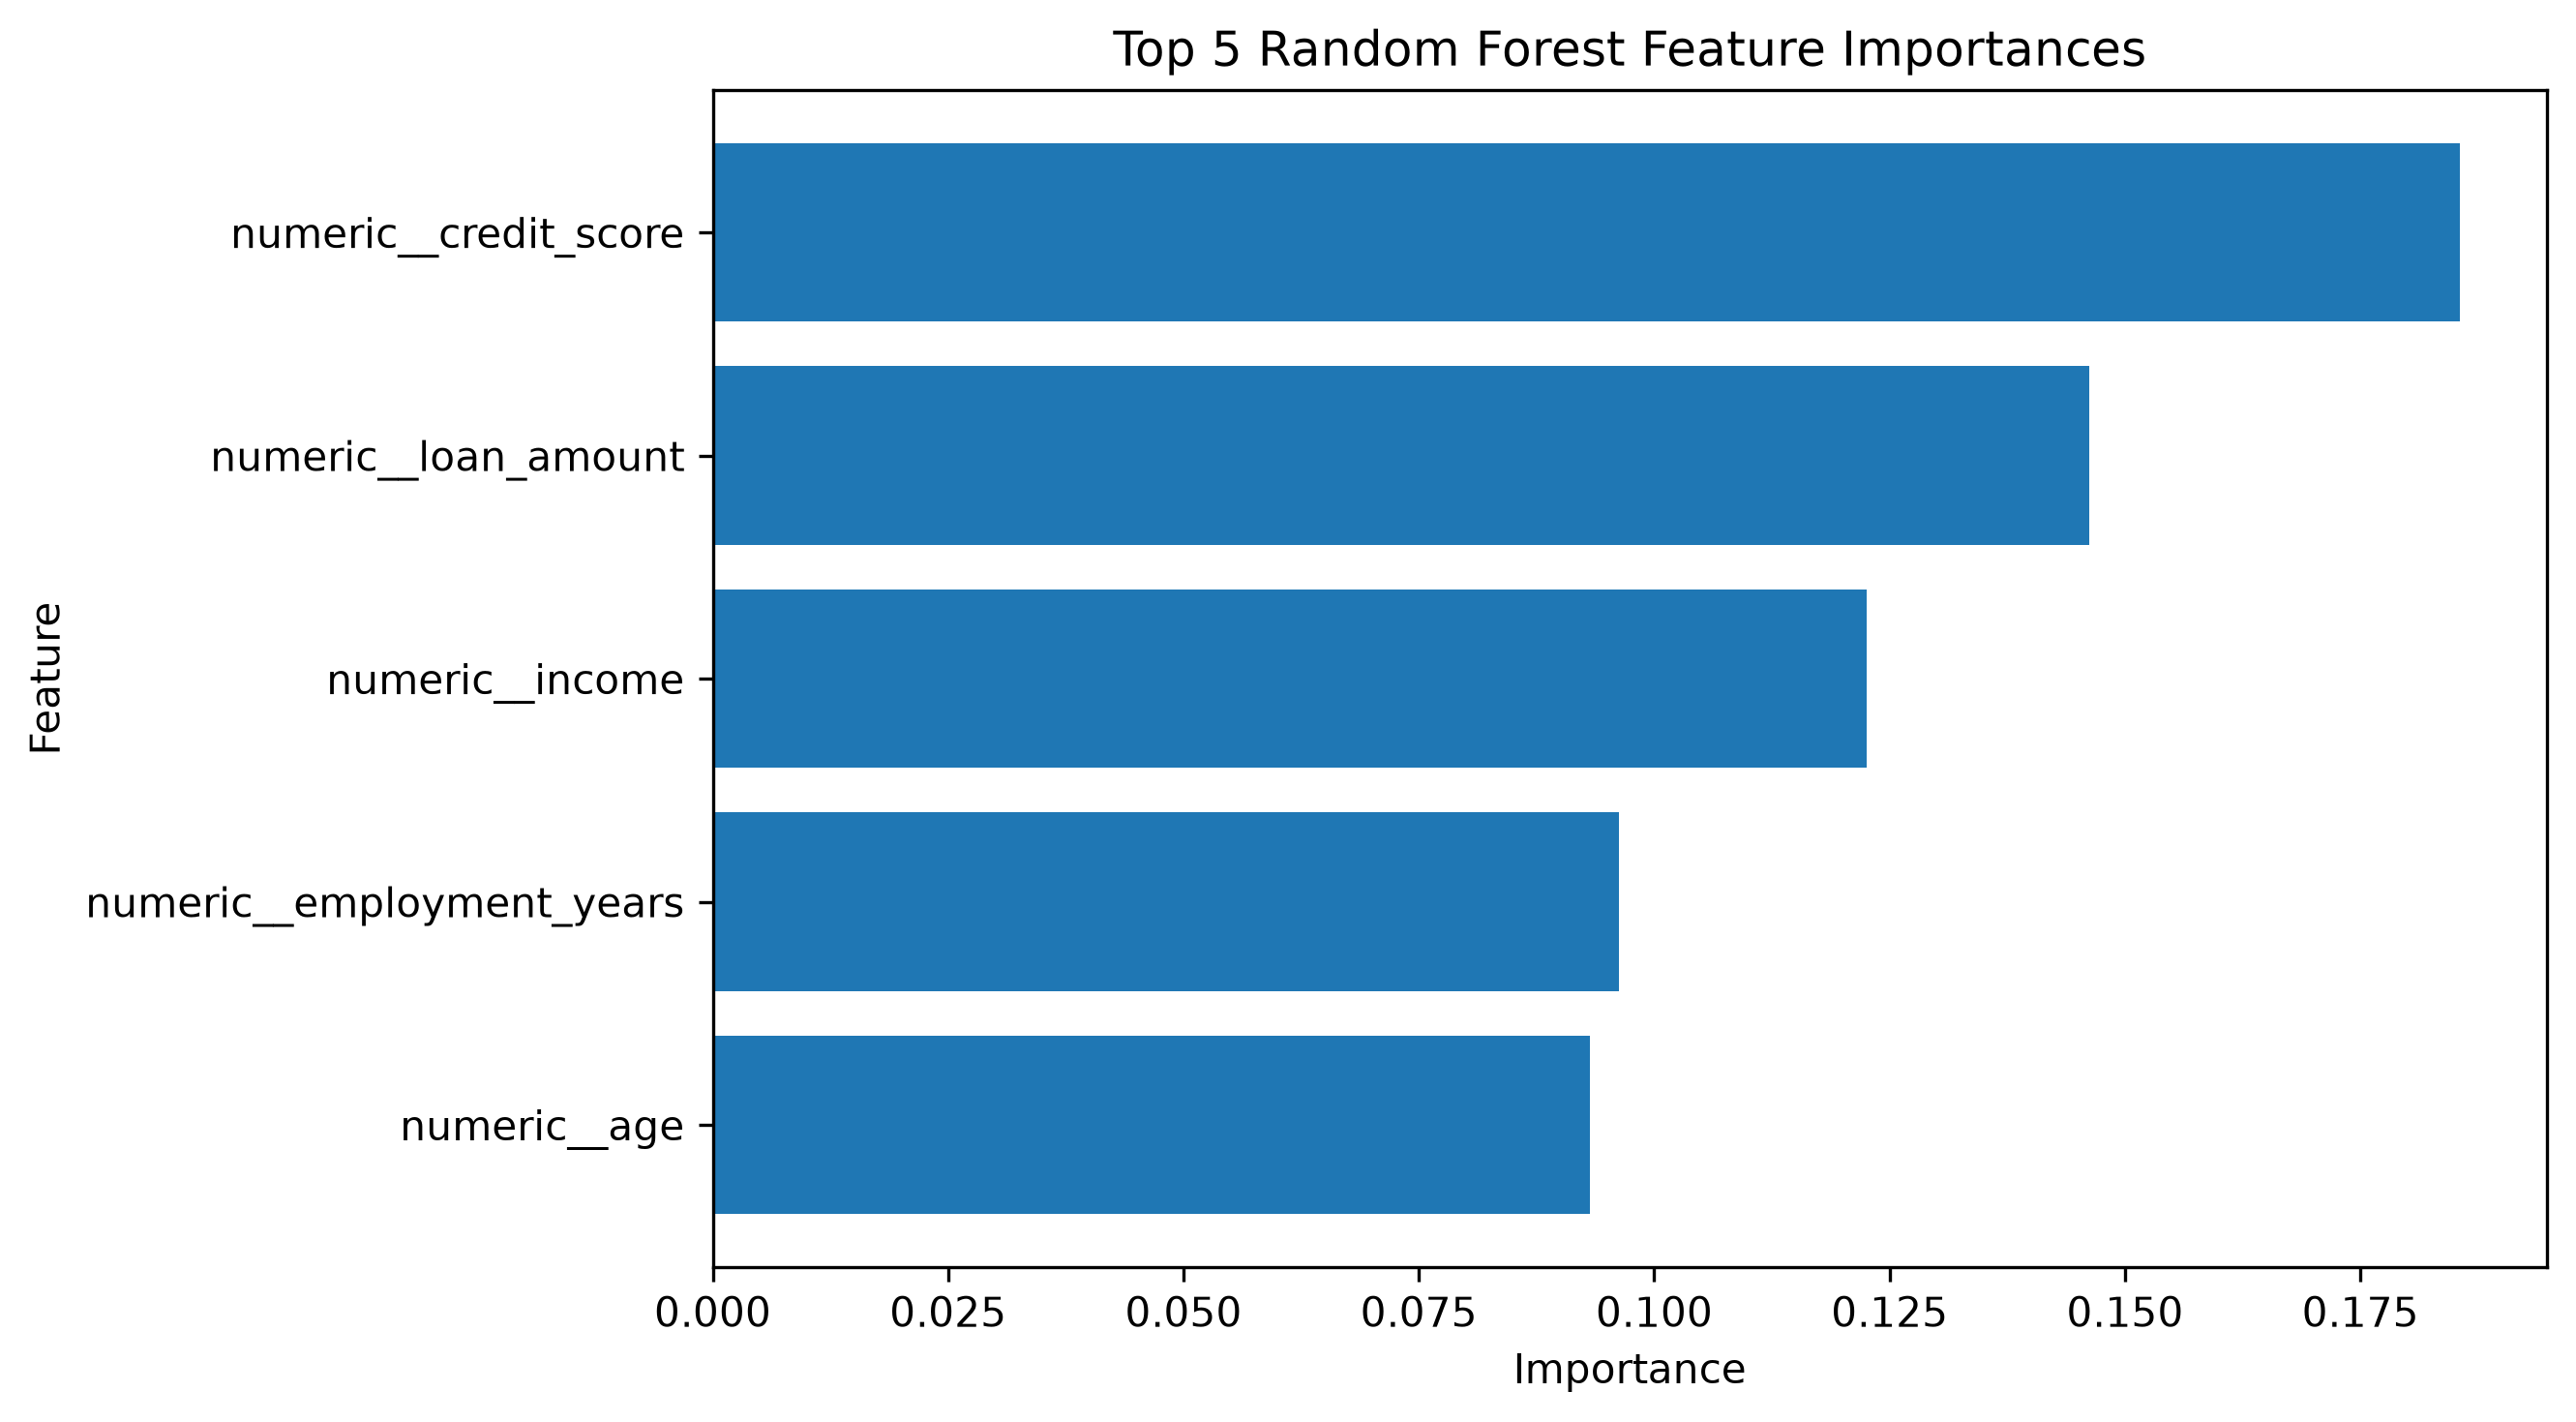 Top 5 Random Forest Feature Importances
Feature
numeric__credit_score
numeric__loan_amount
numeric__income
numeric__employment_years
numeric__age
0.000 0.025 0.050 0.075 0.100 0.125 0.150 0.175
Importance